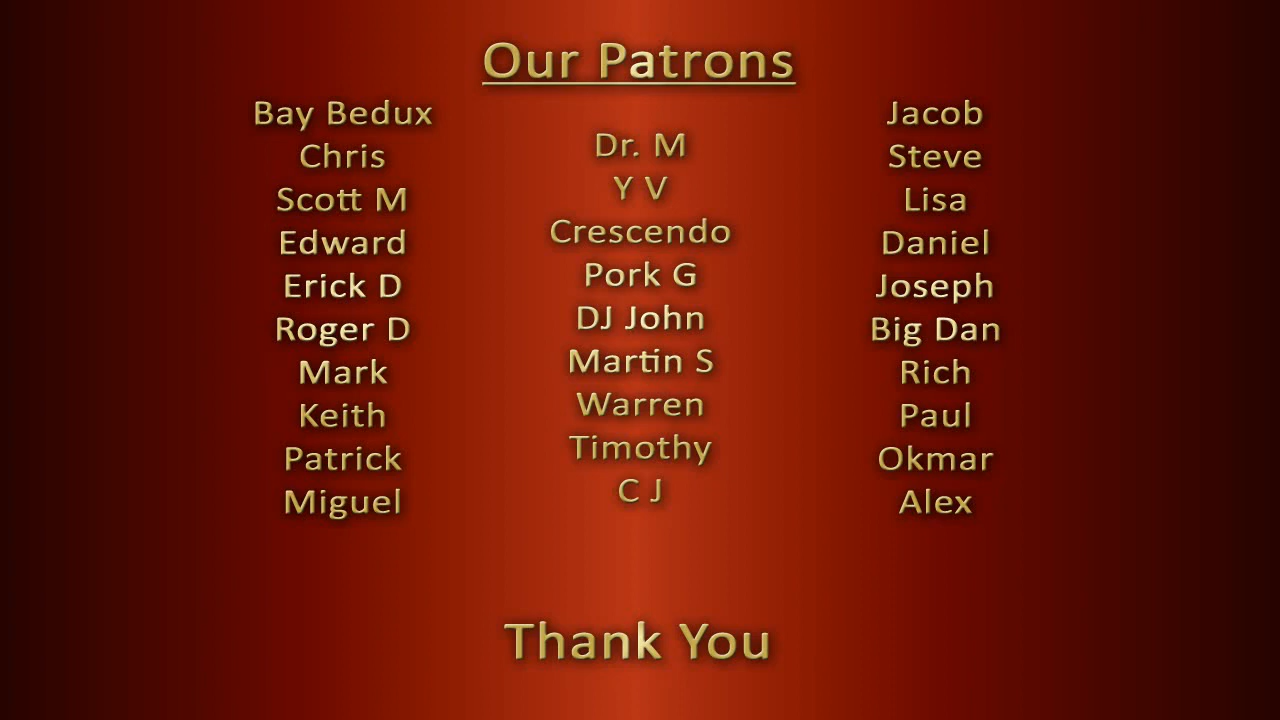 Our Patrons
Bay Bedux
Chris
Scott M
Edward
Erick D
Roger D
Mark
Keith
Patrick
Miguel
Dr. M
Y V
Crescendo
Pork G
DJ John
Martin S
Warren
Timothy
C J
Jacob
Steve
Lisa
Daniel
Joseph
Big Dan
Rich
Paul
Okmar
Alex
Thank You